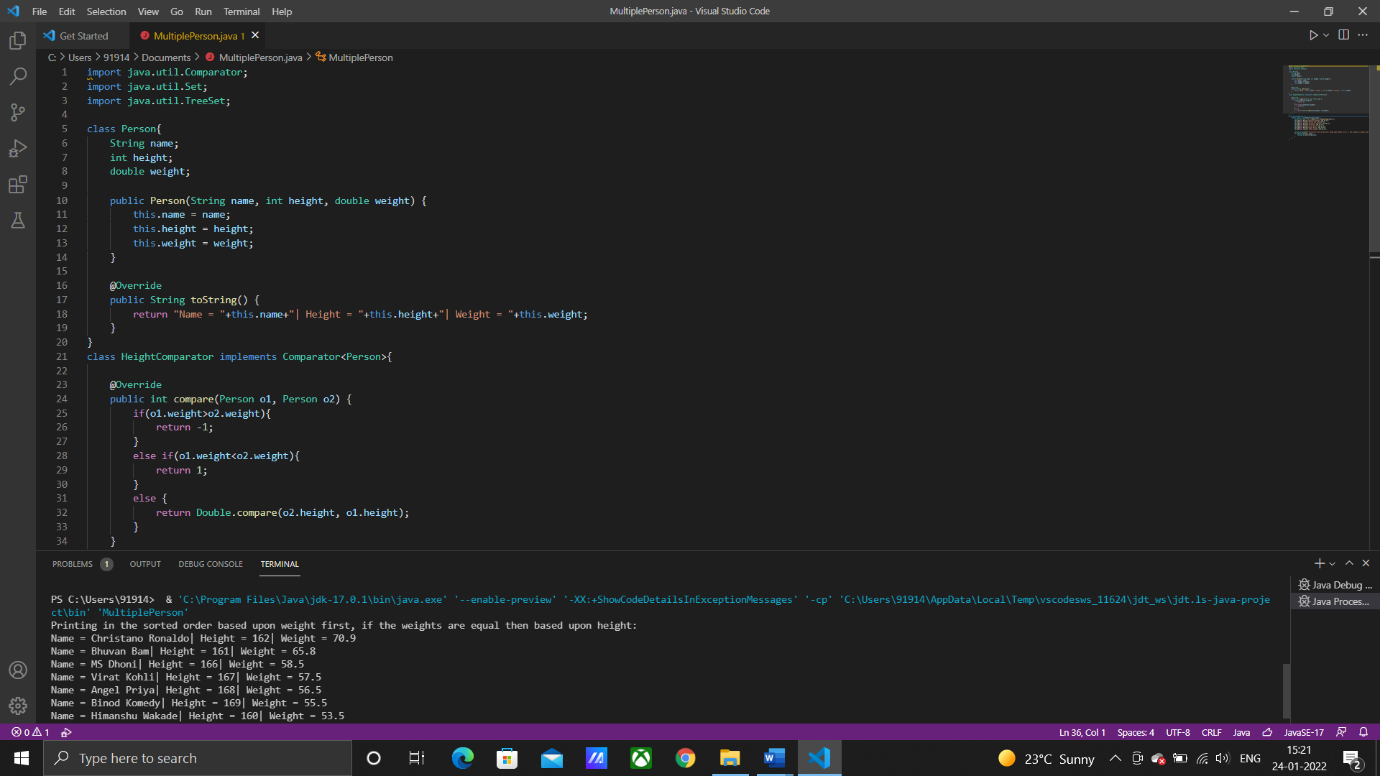 File Edit Selection View Go Run Terminal Help MultiplePerson.java - Visual Studio Code
Get Started MultiplePerson.java 1
C: > Users > 91914 > Documents > MultiplePerson.java > MultiplePerson
1 import java.util.Comparator;
2 import java.util.Set;
3 import java.util.TreeSet;
4
5 class Person{
6 String name;
7 int height;
8 double weight;
9
10 public Person(String name, int height, double weight) {
11 this.name = name;
12 this.height = height;
13 this.weight = weight;
14 }
15
16 @Override
17 public String toString() {
18 return "Name = "+this.name+"| Height = "+this.height+"| Weight = "+this.weight;
19 }
20 }
21 class HeightComparator implements Comparator<Person>{
22
23 @Override
24 public int compare(Person o1, Person o2) {
25 if(o1.weight>o2.weight){
26 return -1;
27 }
28 else if(o1.weight<o2.weight){
29 return 1;
30 }
31 else {
32 return Double.compare(o2.height, o1.height);
33 }
34 }
PROBLEMS 1 OUTPUT DEBUG CONSOLE TERMINAL
Java Debug ...
Java Proces...
PS C:\Users\91914> & 'C:\Program Files\Java\jdk-17.0.1\bin\java.exe' '--enable-preview' '-XX:+ShowCodeDetailsInExceptionMessages' '-cp' 'C:\Users\91914\AppData\Local\Temp\vscodesws_11624\jdt_ws\jdt.ls-java-proje
ct\bin' 'MultiplePerson'
Printing in the sorted order based upon weight first, if the weights are equal then based upon height:
Name = Christano Ronaldo| Height = 162| Weight = 70.9
Name = Bhuvan Bam| Height = 161| Weight = 65.8
Name = MS Dhoni| Height = 166| Weight = 58.5
Name = Virat Kohli| Height = 167| Weight = 57.5
Name = Angel Priya| Height = 168| Weight = 56.5
Name = Binod Komedy| Height = 169| Weight = 55.5
Name = Himanshu Wakade| Height = 160| Weight = 53.5
0 1 Ln 36, Col 1 Spaces: 4 UTF-8 CRLF Java JavaSE-17
Type here to search 23°C Sunny ENG 15:21
24-01-2022 2